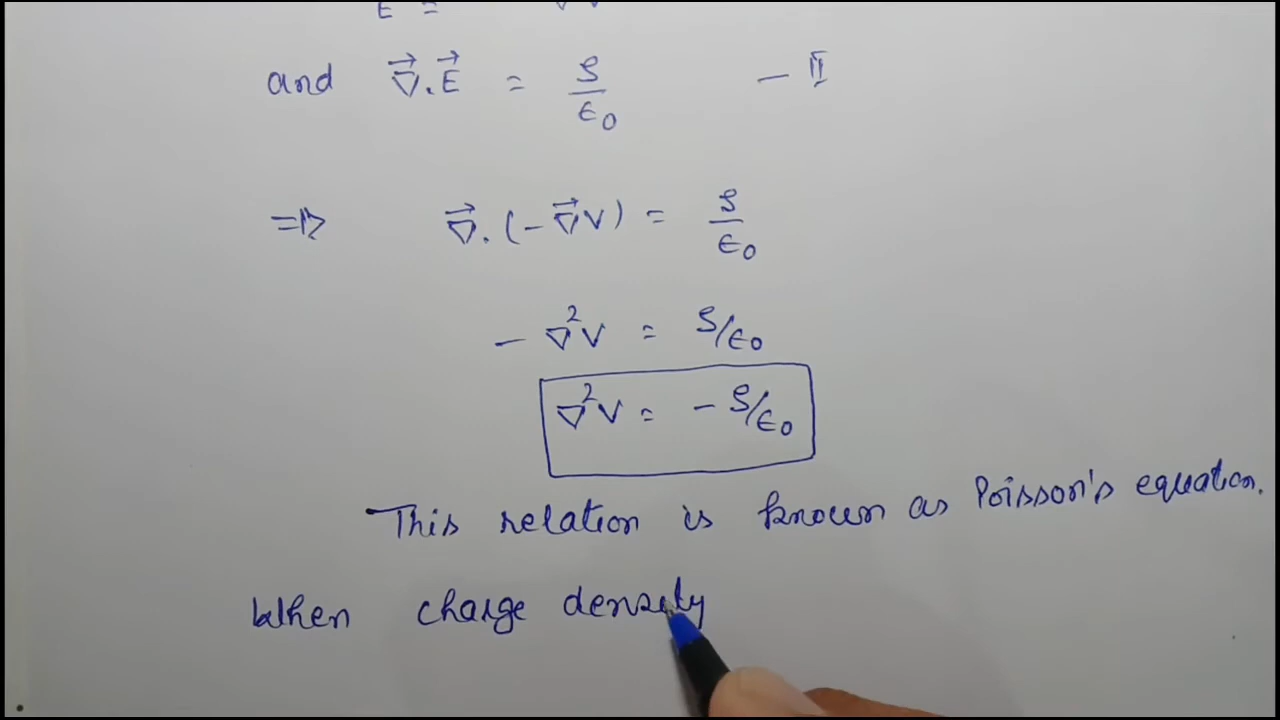 E =
and ∇⃗.E⃗ = ρ/ϵ₀ – II
=> ∇⃗.(-∇⃗V) = ρ/ϵ₀
- ∇²V = ρ/ϵ₀
∇²V = - ρ/ϵ₀
This relation is known as Poisson's equation.
When charge density